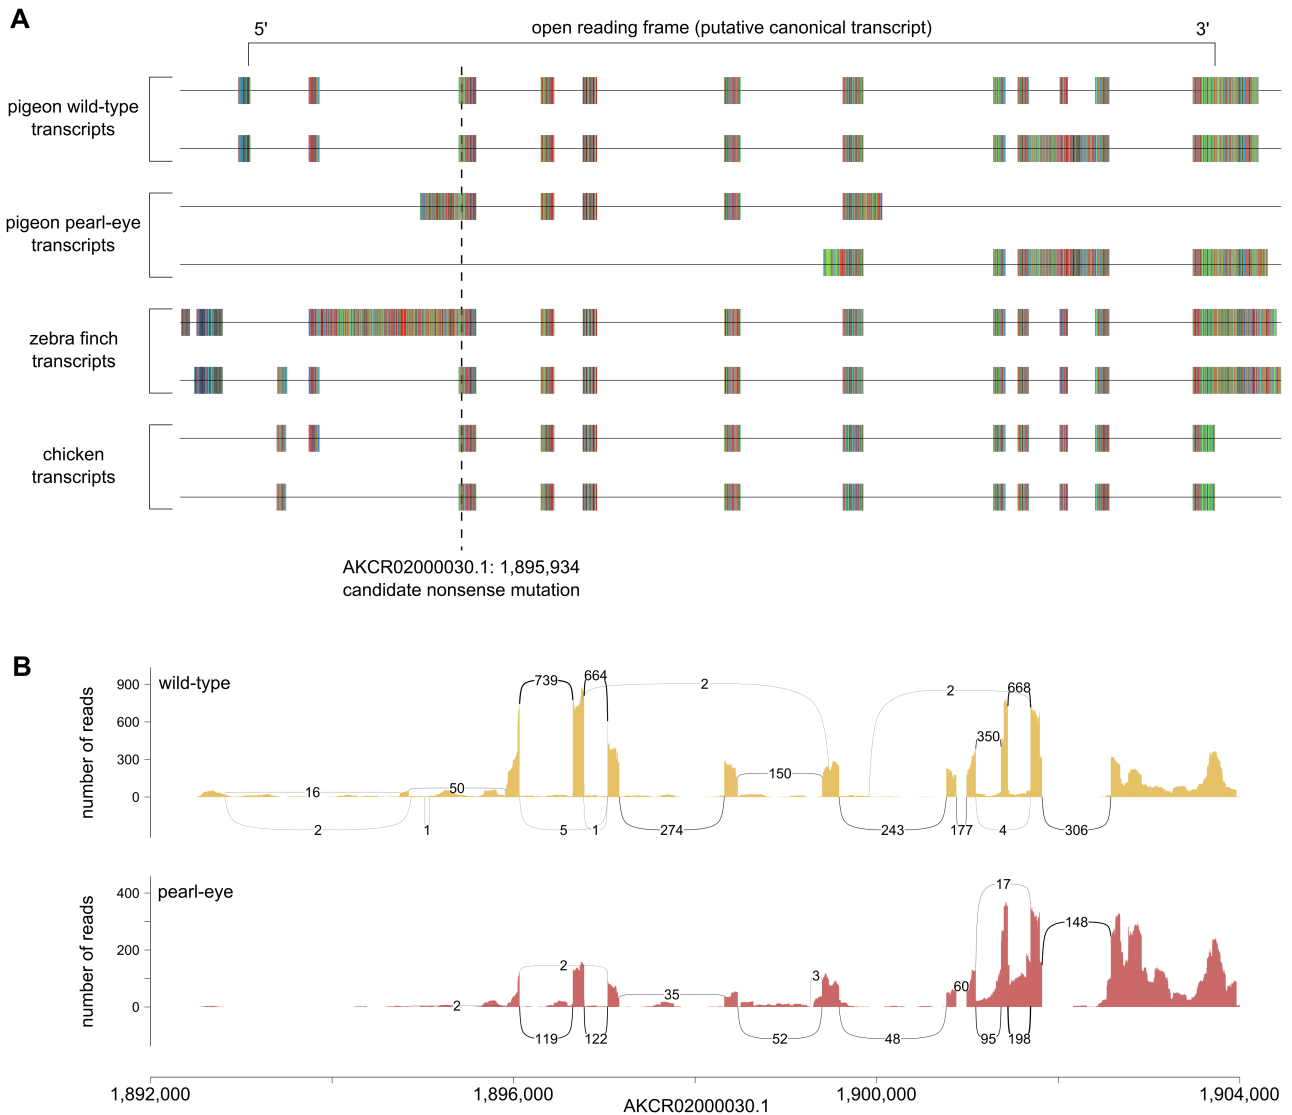 A
5'
open reading frame (putative canonical transcript)
3'
pigeon wild-type
transcripts
pigeon pearl-eye
transcripts
zebra finch
transcripts
chicken
transcripts
AKCR02000030.1: 1,895,934
candidate nonsense mutation
B
wild-type
number of reads
900
600
300
0
739
664
2
2
668
350
150
16
50
2
1
5
1
274
243
177
4
306
pearl-eye
number of reads
400
200
0
17
148
2
3
60
35
2
119
122
52
48
95
198
1,892,000
1,896,000
1,900,000
1,904,000
AKCR02000030.1